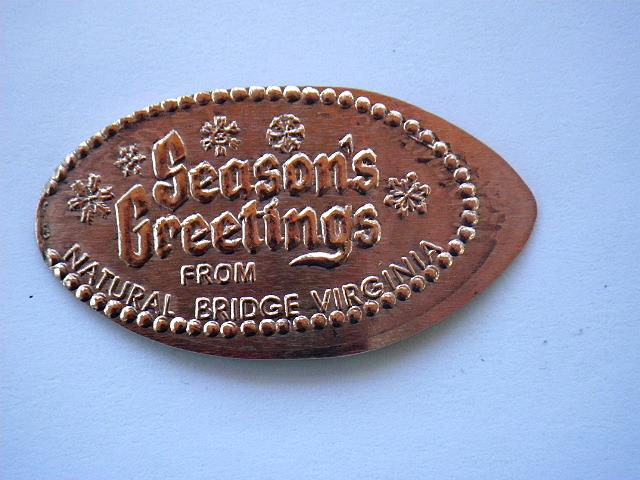 Season's
Greetings
FROM
NATURAL BRIDGE VIRGINIA